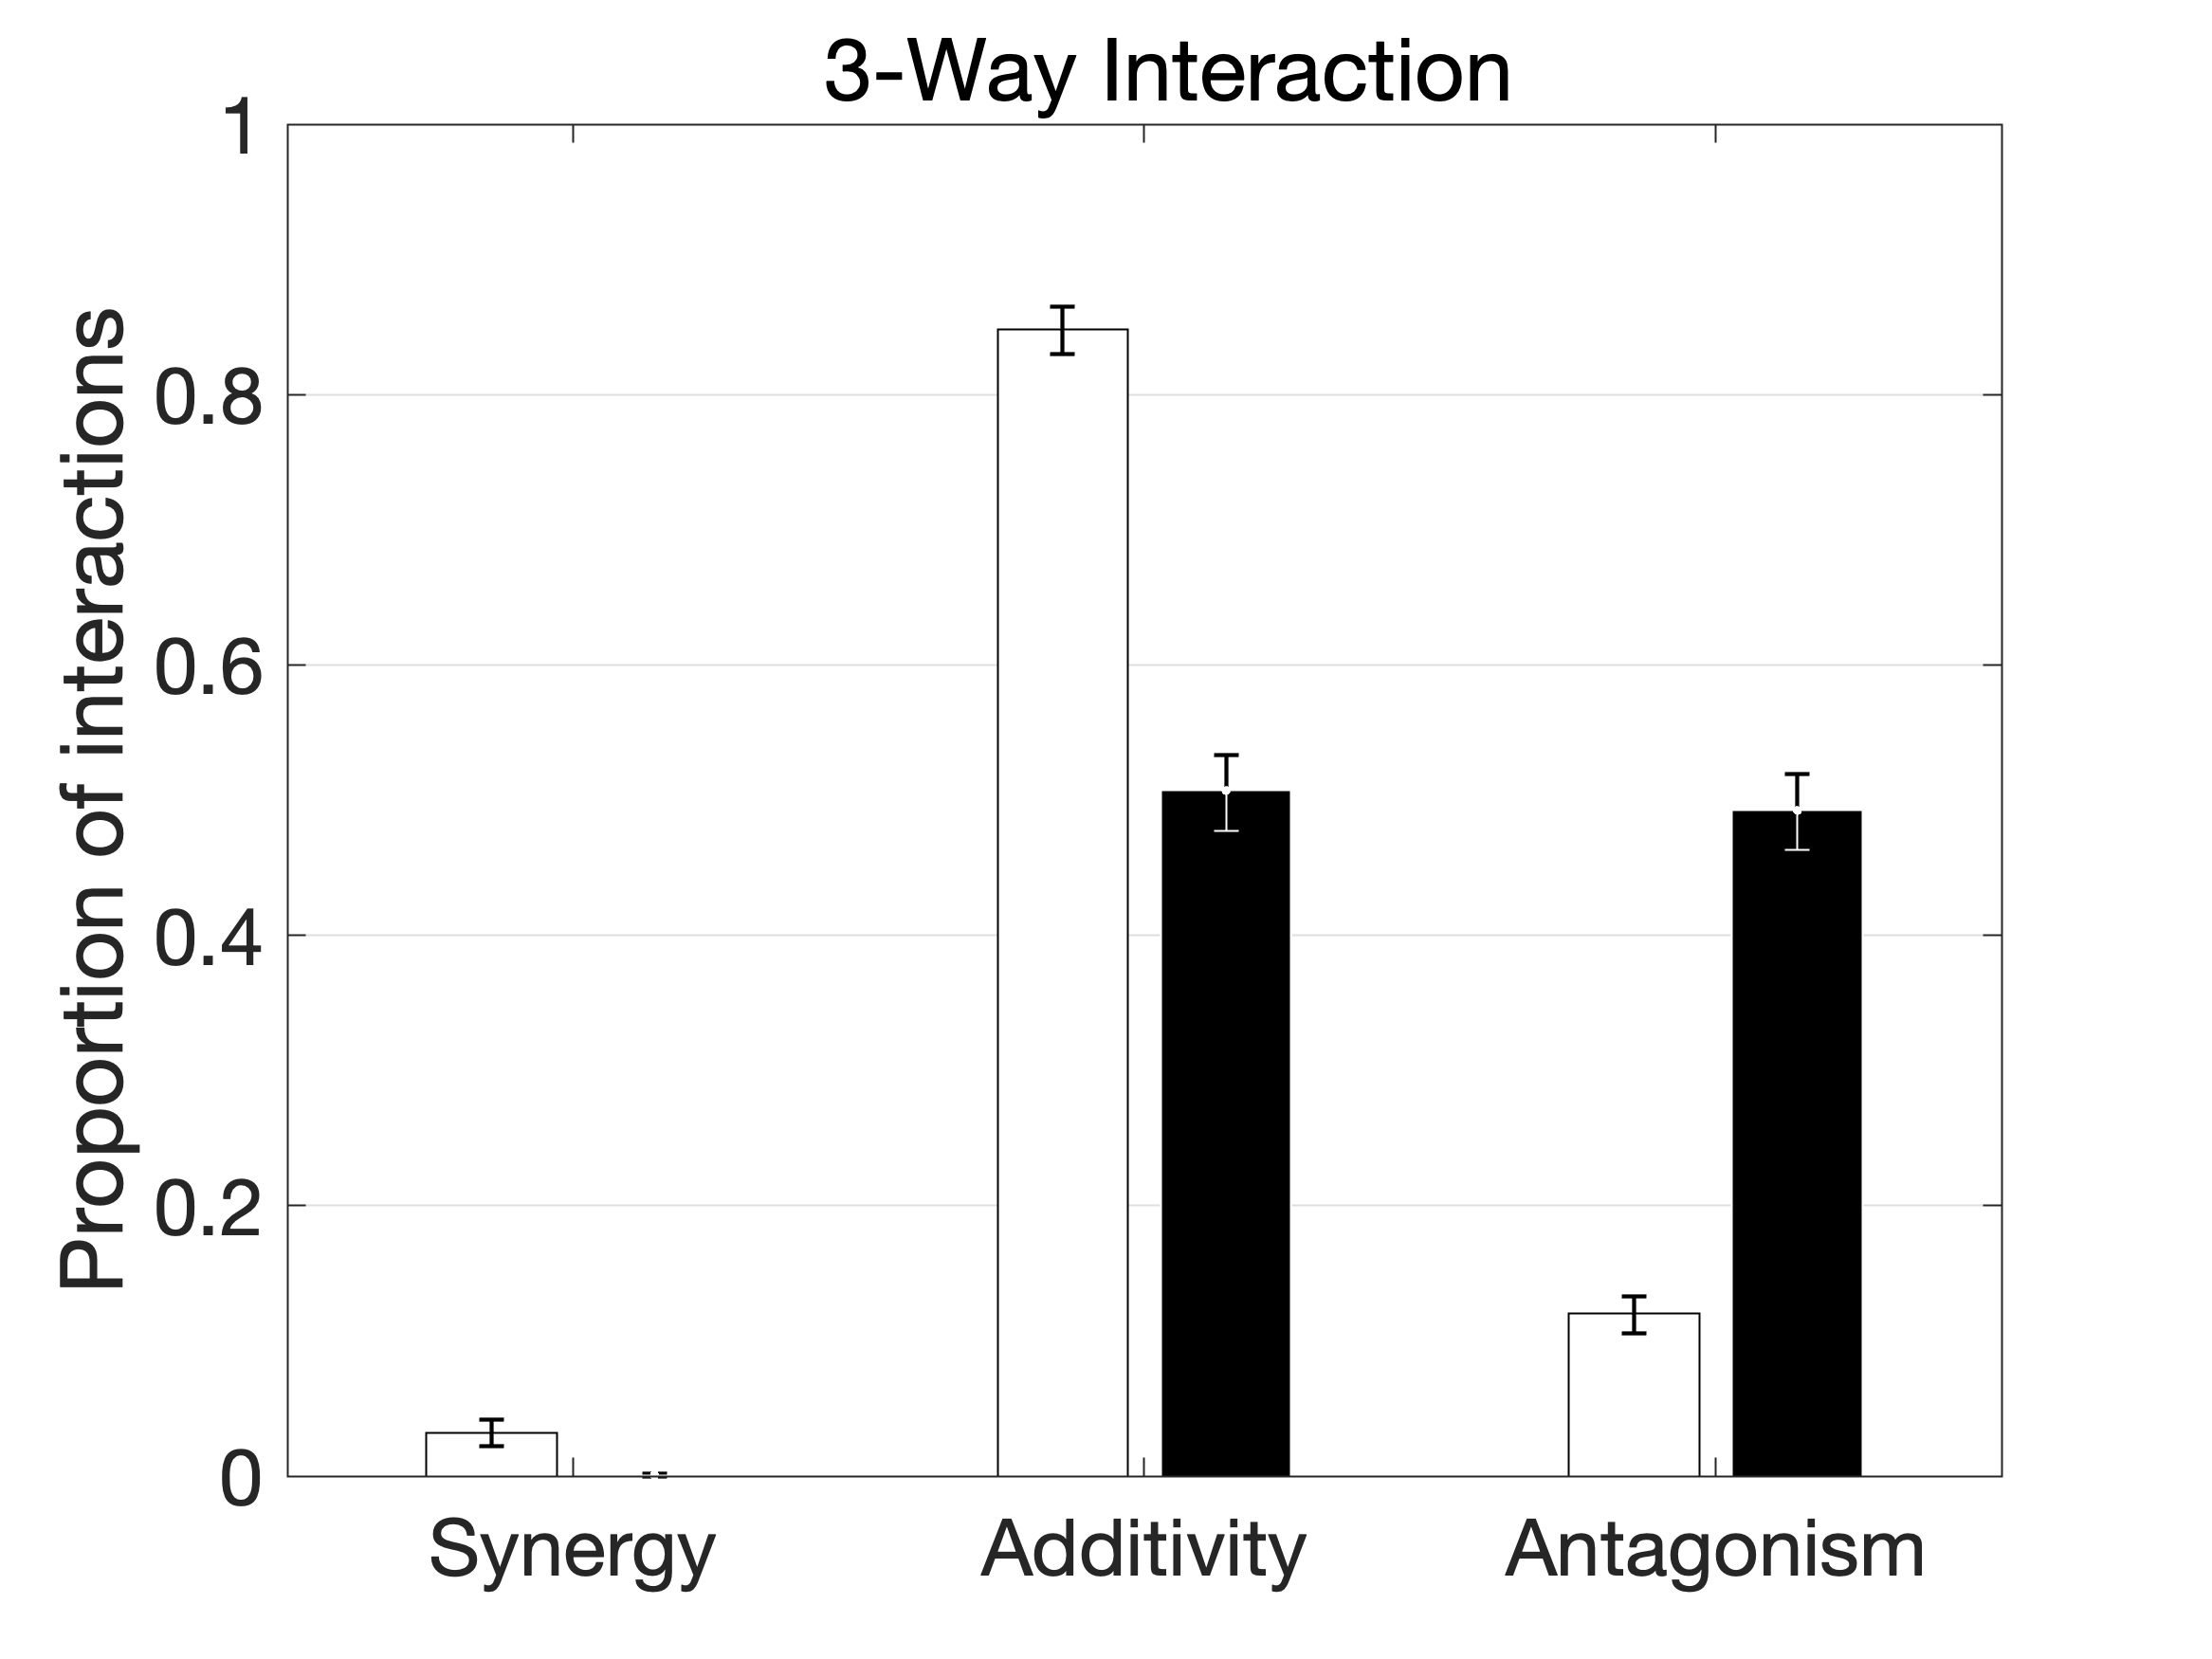 3-Way Interaction
Proportion of interactions
1
0.8
0.6
0.4
0.2
0
Synergy Additivity Antagonism